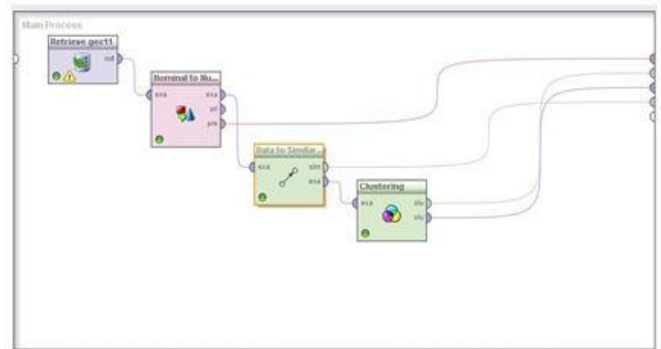 Main Process
Retrieve goc11
out
Nominal to Nu...
exa
exa
ori
pre
Data to Similar...
exa
sim
exa
Clustering
exa
clu
clu